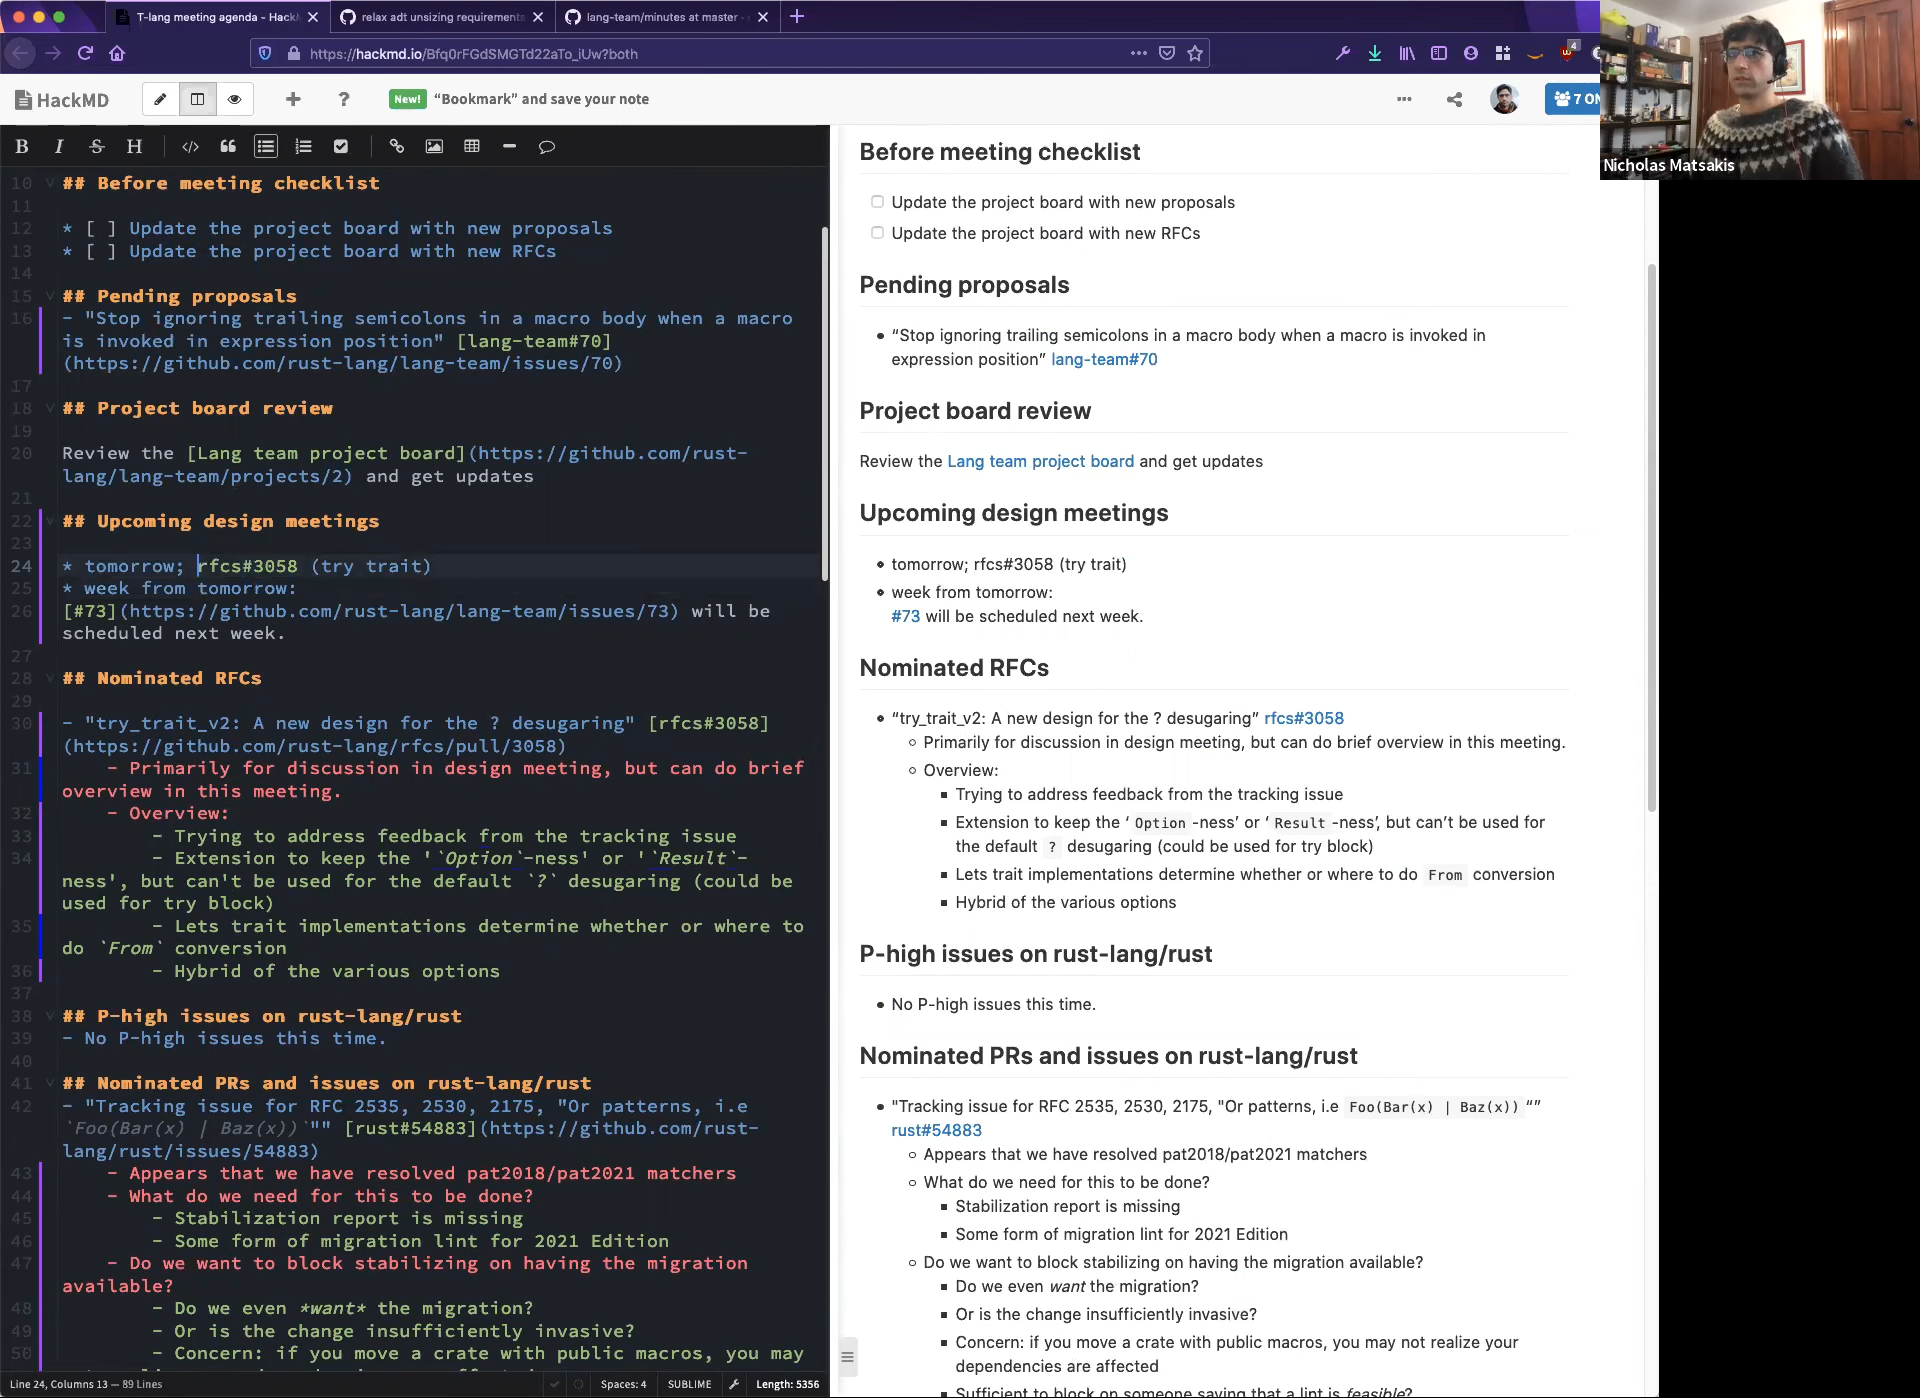 T-lang meeting agenda - HackM
relax adt unsizing requirements
lang-team/minutes at master ·
https://hackmd.io/Bfq0rFGdSMGTd22aTo_iUw?both
4
HackMD
New! “Bookmark” and save your note
7 ON
Nicholas Matsakis
B I S H
10 ## Before meeting checklist
11
12 * [ ] Update the project board with new proposals
13 * [ ] Update the project board with new RFCs
14
15 ## Pending proposals
16 - "Stop ignoring trailing semicolons in a macro body when a macro
is invoked in expression position" [lang-team#70]
(https://github.com/rust-lang/lang-team/issues/70)
17
18 ## Project board review
19
20 Review the [Lang team project board](https://github.com/rust-
lang/lang-team/projects/2) and get updates
21
22 ## Upcoming design meetings
23
24 * tomorrow; rfcs#3058 (try trait)
25 * week from tomorrow:
26 [#73](https://github.com/rust-lang/lang-team/issues/73) will be
scheduled next week.
27
28 ## Nominated RFCs
29
30 - "try_trait_v2: A new design for the ? desugaring" [rfcs#3058]
(https://github.com/rust-lang/rfcs/pull/3058)
31 - Primarily for discussion in design meeting, but can do brief
overview in this meeting.
32 - Overview:
33 - Trying to address feedback from the tracking issue
34 - Extension to keep the '`Option`-ness' or '`Result`-
ness', but can't be used for the default `?` desugaring (could be
used for try block)
35 - Lets trait implementations determine whether or where to
do `From` conversion
36 - Hybrid of the various options
37
38 ## P-high issues on rust-lang/rust
39 - No P-high issues this time.
40
41 ## Nominated PRs and issues on rust-lang/rust
42 - "Tracking issue for RFC 2535, 2530, 2175, "Or patterns, i.e
`Foo(Bar(x) | Baz(x))`"" [rust#54883](https://github.com/rust-
lang/rust/issues/54883)
43 - Appears that we have resolved pat2018/pat2021 matchers
44 - What do we need for this to be done?
45 - Stabilization report is missing
46 - Some form of migration lint for 2021 Edition
47 - Do we want to block stabilizing on having the migration
available?
48 - Do we even *want* the migration?
49 - Or is the change insufficiently invasive?
50 - Concern: if you move a crate with public macros, you may
Line 24, Columns 13 — 89 Lines
Spaces: 4 SUBLIME Length: 5356
Before meeting checklist
Update the project board with new proposals
Update the project board with new RFCs
Pending proposals
“Stop ignoring trailing semicolons in a macro body when a macro is invoked in
expression position” lang-team#70
Project board review
Review the Lang team project board and get updates
Upcoming design meetings
tomorrow; rfcs#3058 (try trait)
week from tomorrow:
#73 will be scheduled next week.
Nominated RFCs
“try_trait_v2: A new design for the ? desugaring” rfcs#3058
Primarily for discussion in design meeting, but can do brief overview in this meeting.
Overview:
Trying to address feedback from the tracking issue
Extension to keep the ‘ Option -ness’ or ‘ Result -ness’, but can’t be used for
the default ? desugaring (could be used for try block)
Lets trait implementations determine whether or where to do From conversion
Hybrid of the various options
P-high issues on rust-lang/rust
No P-high issues this time.
Nominated PRs and issues on rust-lang/rust
"Tracking issue for RFC 2535, 2530, 2175, "Or patterns, i.e Foo(Bar(x) | Baz(x)) “”
rust#54883
Appears that we have resolved pat2018/pat2021 matchers
What do we need for this to be done?
Stabilization report is missing
Some form of migration lint for 2021 Edition
Do we want to block stabilizing on having the migration available?
Do we even want the migration?
Or is the change insufficiently invasive?
Concern: if you move a crate with public macros, you may not realize your
dependencies are affected
Sufficient to block on someone saying that a lint is feasible?